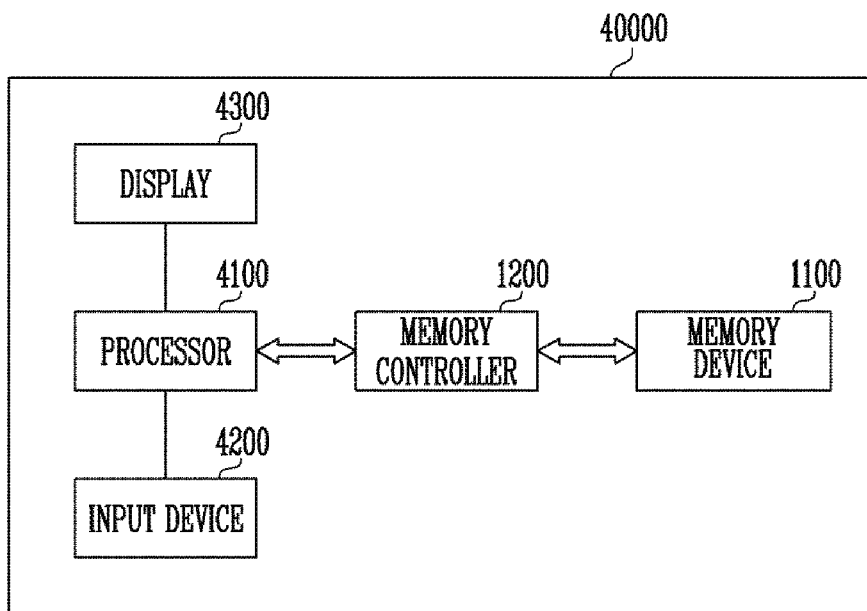 40000
4300
DISPLAY
4100
PROCESSOR
1200
MEMORY
CONTROLLER
1100
MEMORY
DEVICE
4200
INPUT DEVICE